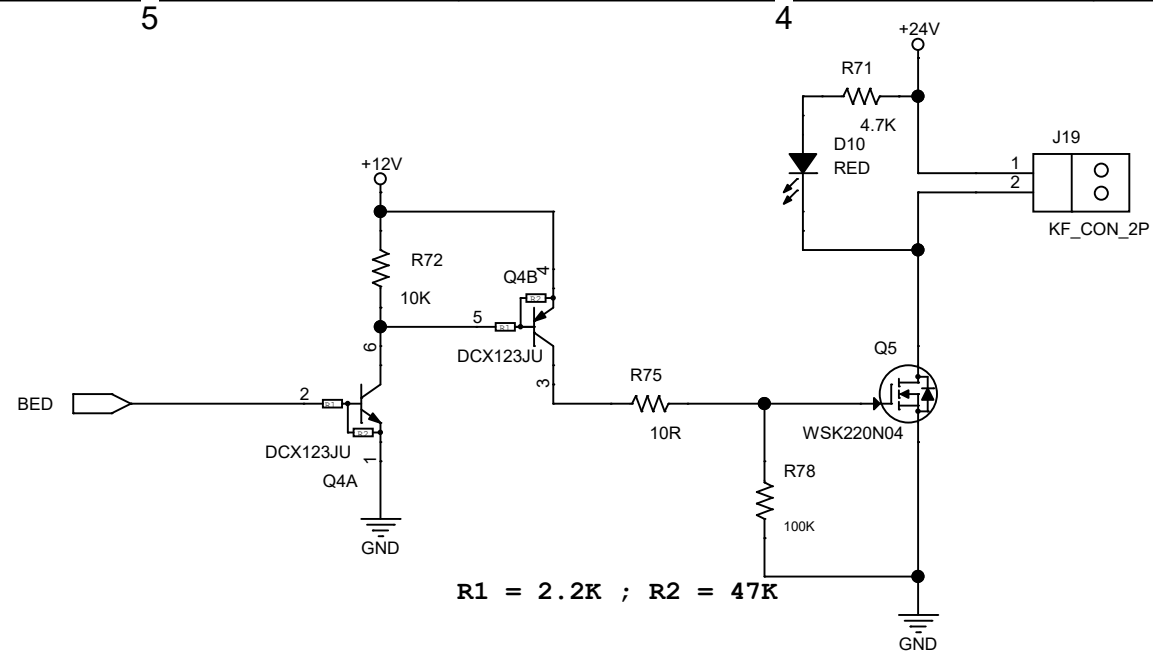 5
4
+24V
R71
4.7K
D10
RED
J19
1
2
KF_CON_2P
+12V
R72
10K
Q4B
4
R2
5
R1
DCX123JU
3
6
BED
2
R1
R2
DCX123JU
1
Q4A
GND
R75
10R
Q5
WSK220N04
R78
100K
R1 = 2.2K ; R2 = 47K
GND